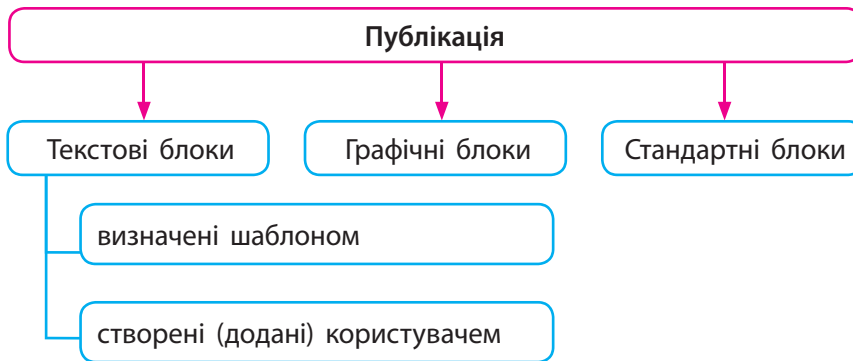 Публікація
Текстові блоки
Графічні блоки
Стандартні блоки
визначені шаблоном
створені (додані) користувачем